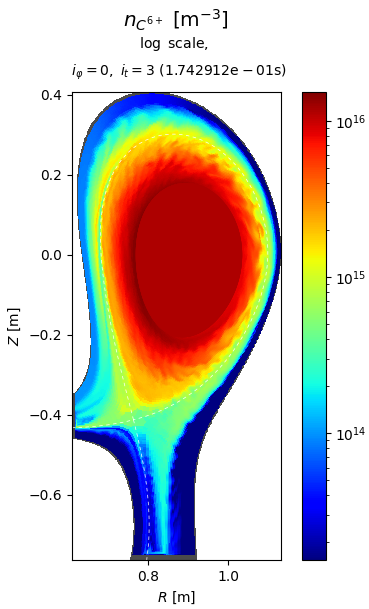 n_{C^{6+}} [m^{-3}]
log scale,
i_φ = 0, i_t = 3 (1.742912e − 01s)
0.4
0.2
0.0
−0.2
−0.4
−0.6
Z [m]
0.8 1.0
R [m]
10^{16}
10^{15}
10^{14}